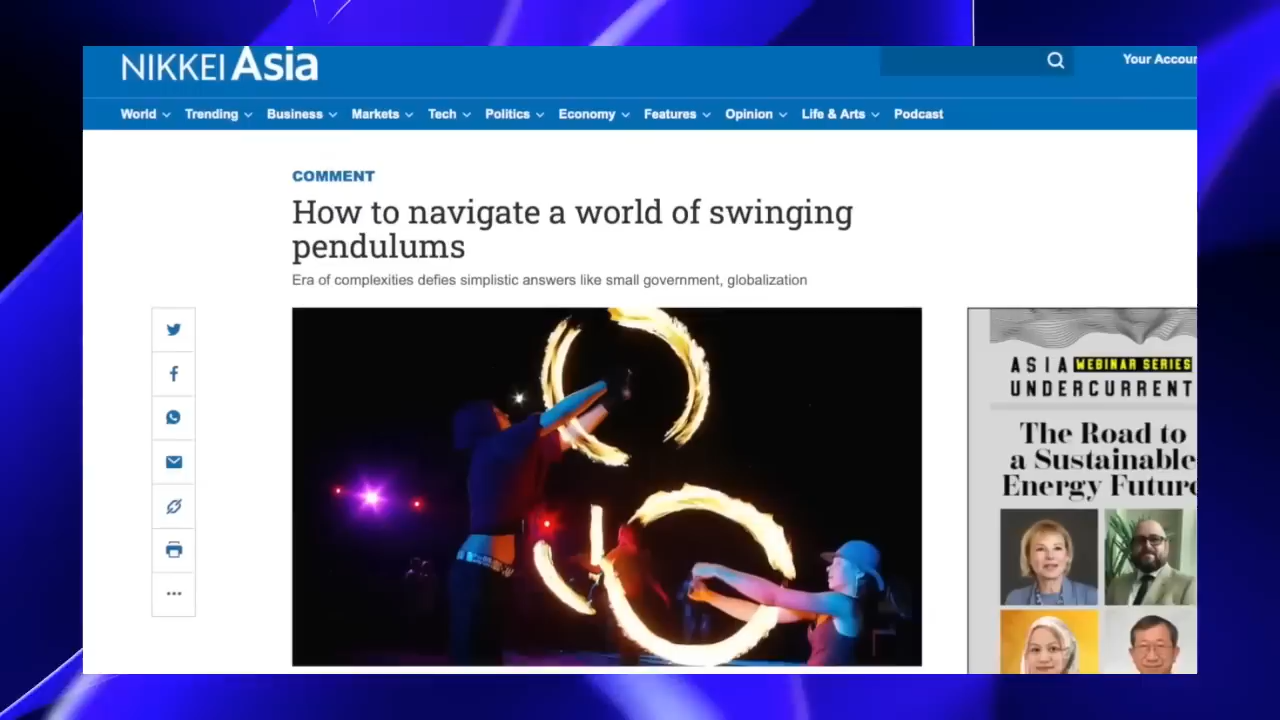 NIKKEI Asia
Your Accoun
World Trending Business Markets Tech Politics Economy Features Opinion Life & Arts Podcast
COMMENT
How to navigate a world of swinging
pendulums
Era of complexities defies simplistic answers like small government, globalization
ASIA WEBINAR SERIES
UNDERCURRENT
The Road to
a Sustainable
Energy Future